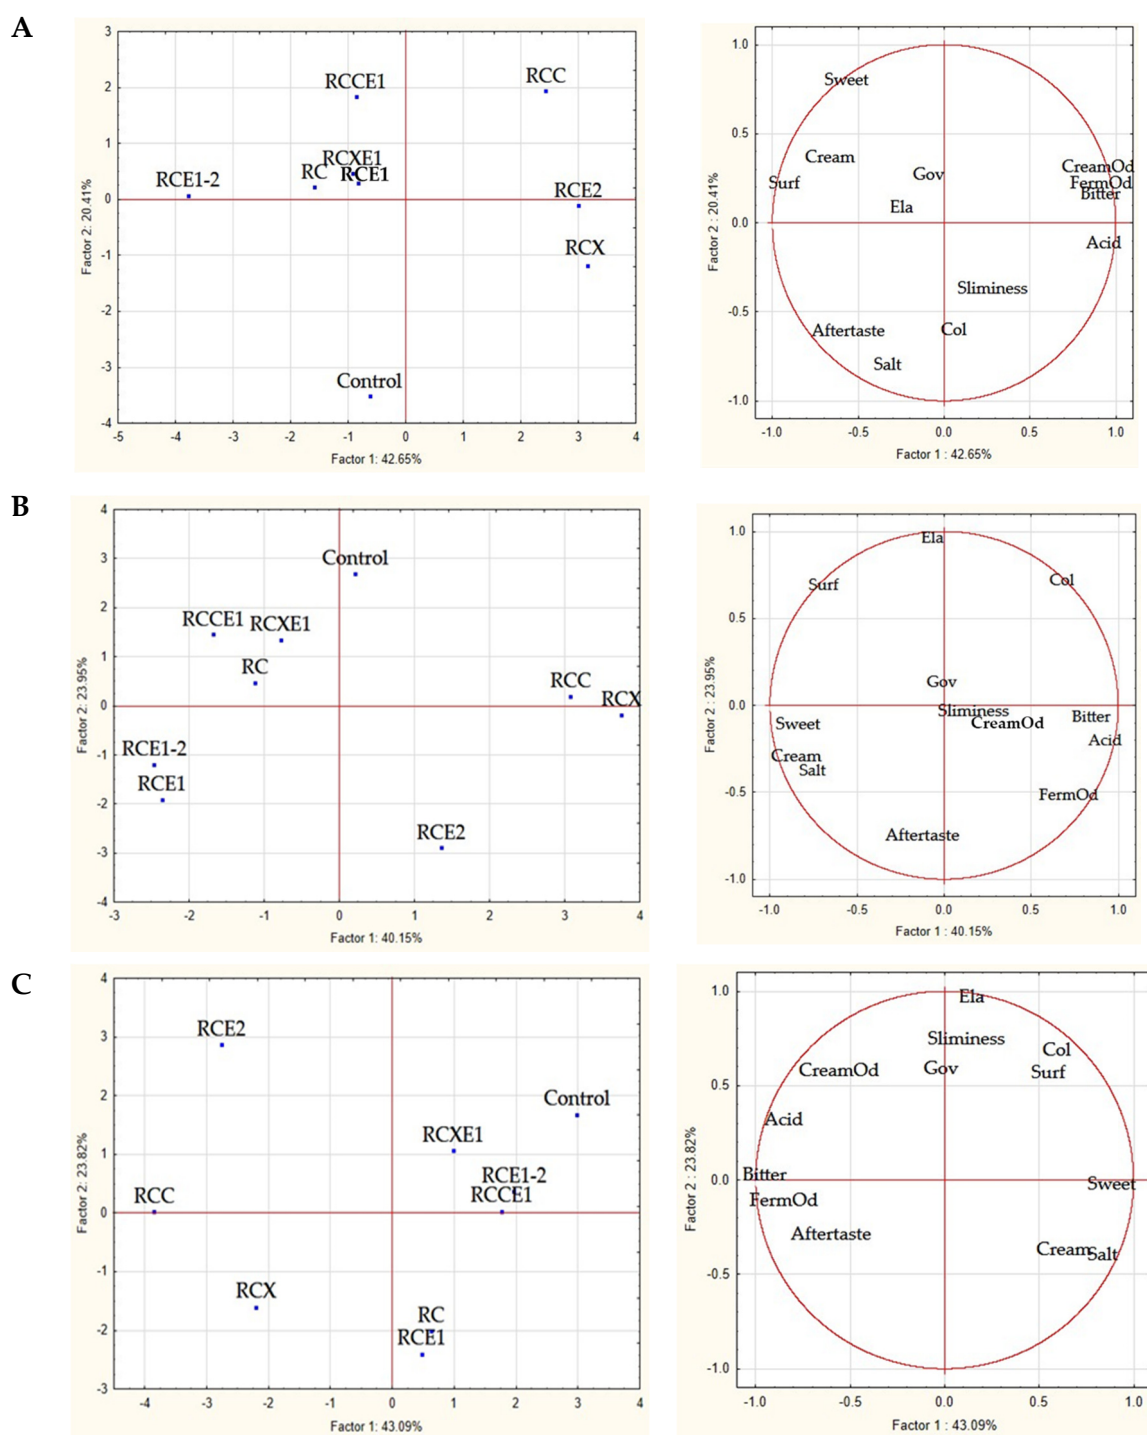 A
3
2
1
0
-1
-2
-3
-4
-5
-4
-3
-2
-1
0
1
2
3
4
Factor 2: 20.41%
Factor 1: 42.65%
RCCE1
RCC
RCXE1
RC
RCE1
RCE1-2
RCE2
RCX
Control
1.0
0.5
0.0
-0.5
-1.0
-1.0
-0.5
0.0
0.5
1.0
Factor 2 : 20.41%
Factor 1 : 42.65%
Sweet
Cream
Surf
Gov
Ela
CreamOd
FermOd
Bitter
Acid
Sliminess
Aftertaste
Col
Salt
B
4
3
2
1
0
-1
-2
-3
-4
-3
-2
-1
0
1
2
3
4
Factor 2: 23.95%
Factor 1: 40.15%
Control
RCCE1
RCXE1
RC
RCC
RCX
RCE1-2
RCE1
RCE2
1.0
0.5
0.0
-0.5
-1.0
-1.0
-0.5
0.0
0.5
1.0
Factor 2 : 23.95%
Factor 1 : 40.15%
Ela
Surf
Col
Gov
Sliminess
Sweet
CreamOd
Bitter
Acid
Cream
Salt
FermOd
Aftertaste
C
4
3
2
1
0
-1
-2
-3
-4
-3
-2
-1
0
1
2
3
4
Factor 2: 23.82%
Factor 1: 43.09%
RCE2
Control
RCXE1
RCE1-2
RCCE1
RCC
RCX
RC
RCE1
1.0
0.5
0.0
-0.5
-1.0
-1.0
-0.5
0.0
0.5
1.0
Factor 2 : 23.82%
Factor 1 : 43.09%
Ela
Sliminess
Col
CreamOd
Gov
Surf
Acid
Bitter
Sweet
FermOd
Aftertaste
Cream
Salt